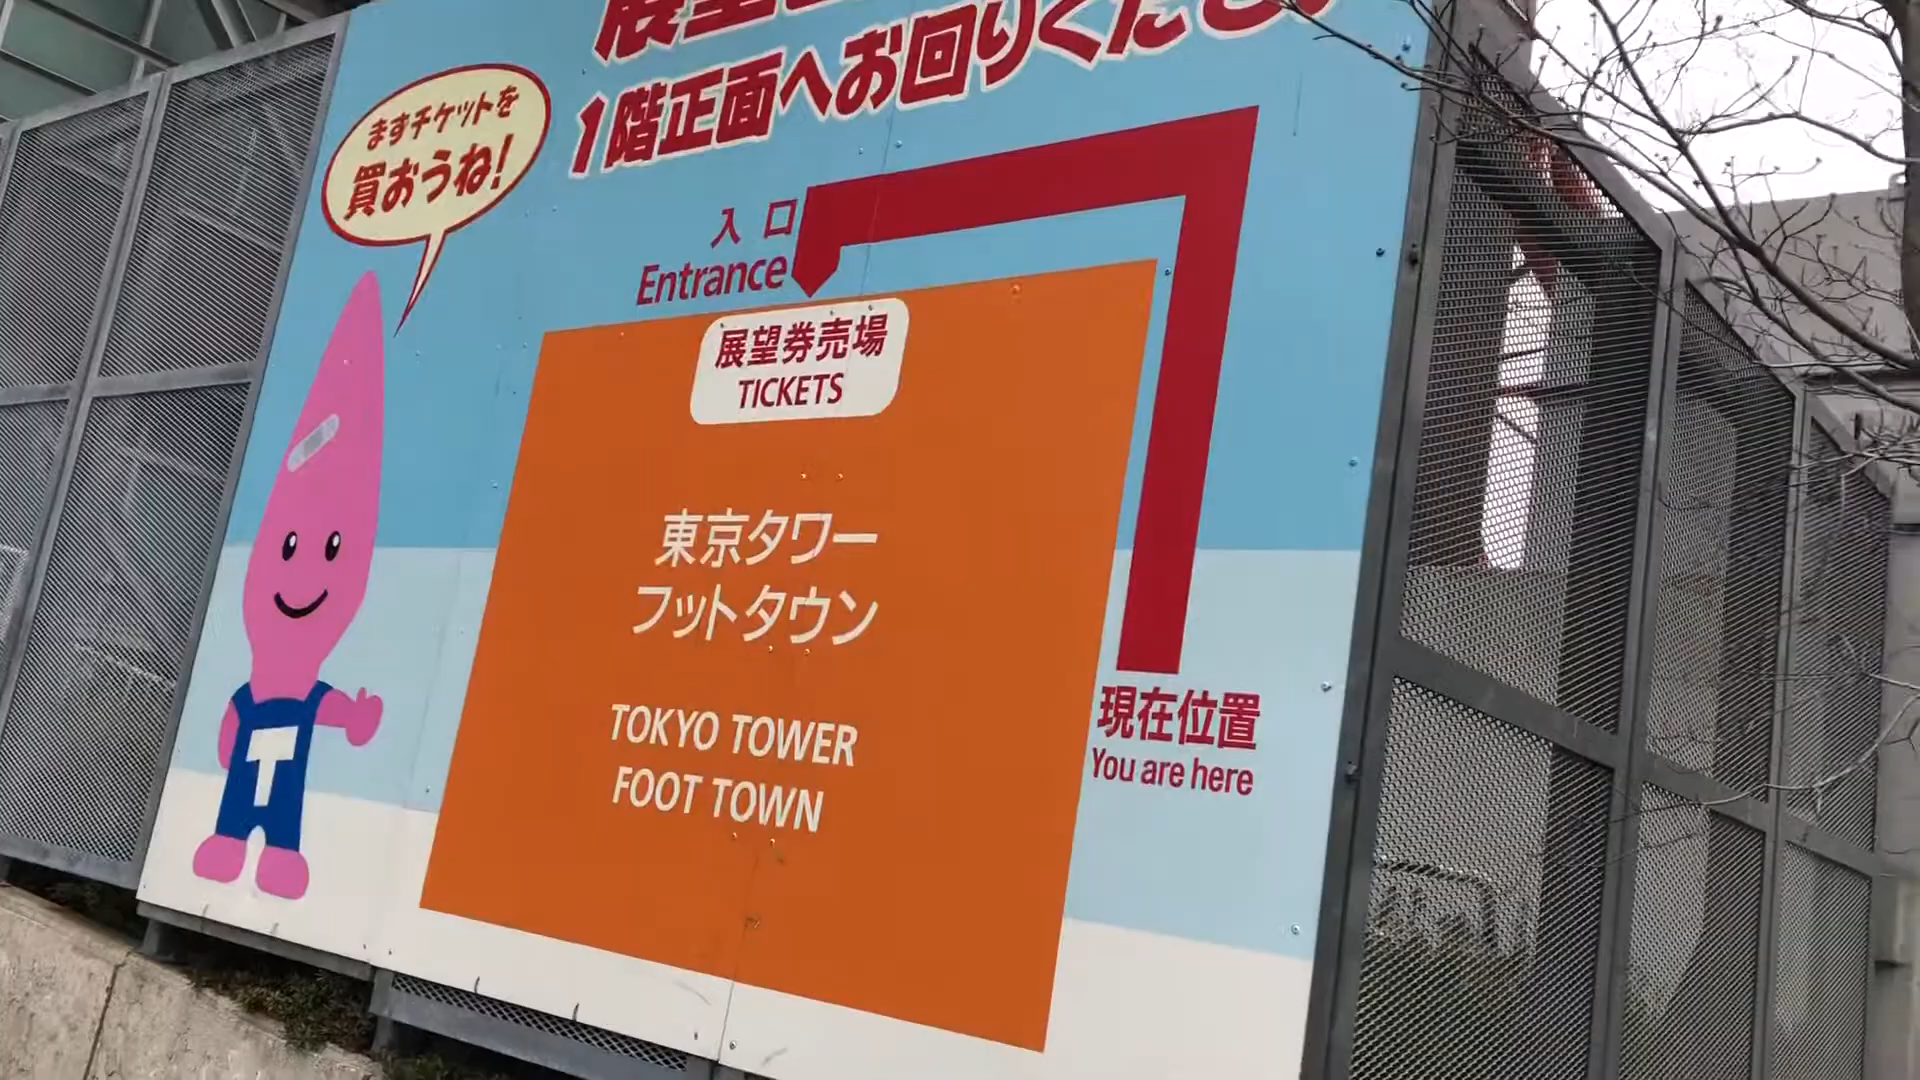 1階正面へお回りください
まずチケットを
買おうね!
入口
Entrance
展望券売場
TICKETS
東京タワー
フットタウン
TOKYO TOWER
FOOT TOWN
現在位置
You are here
T